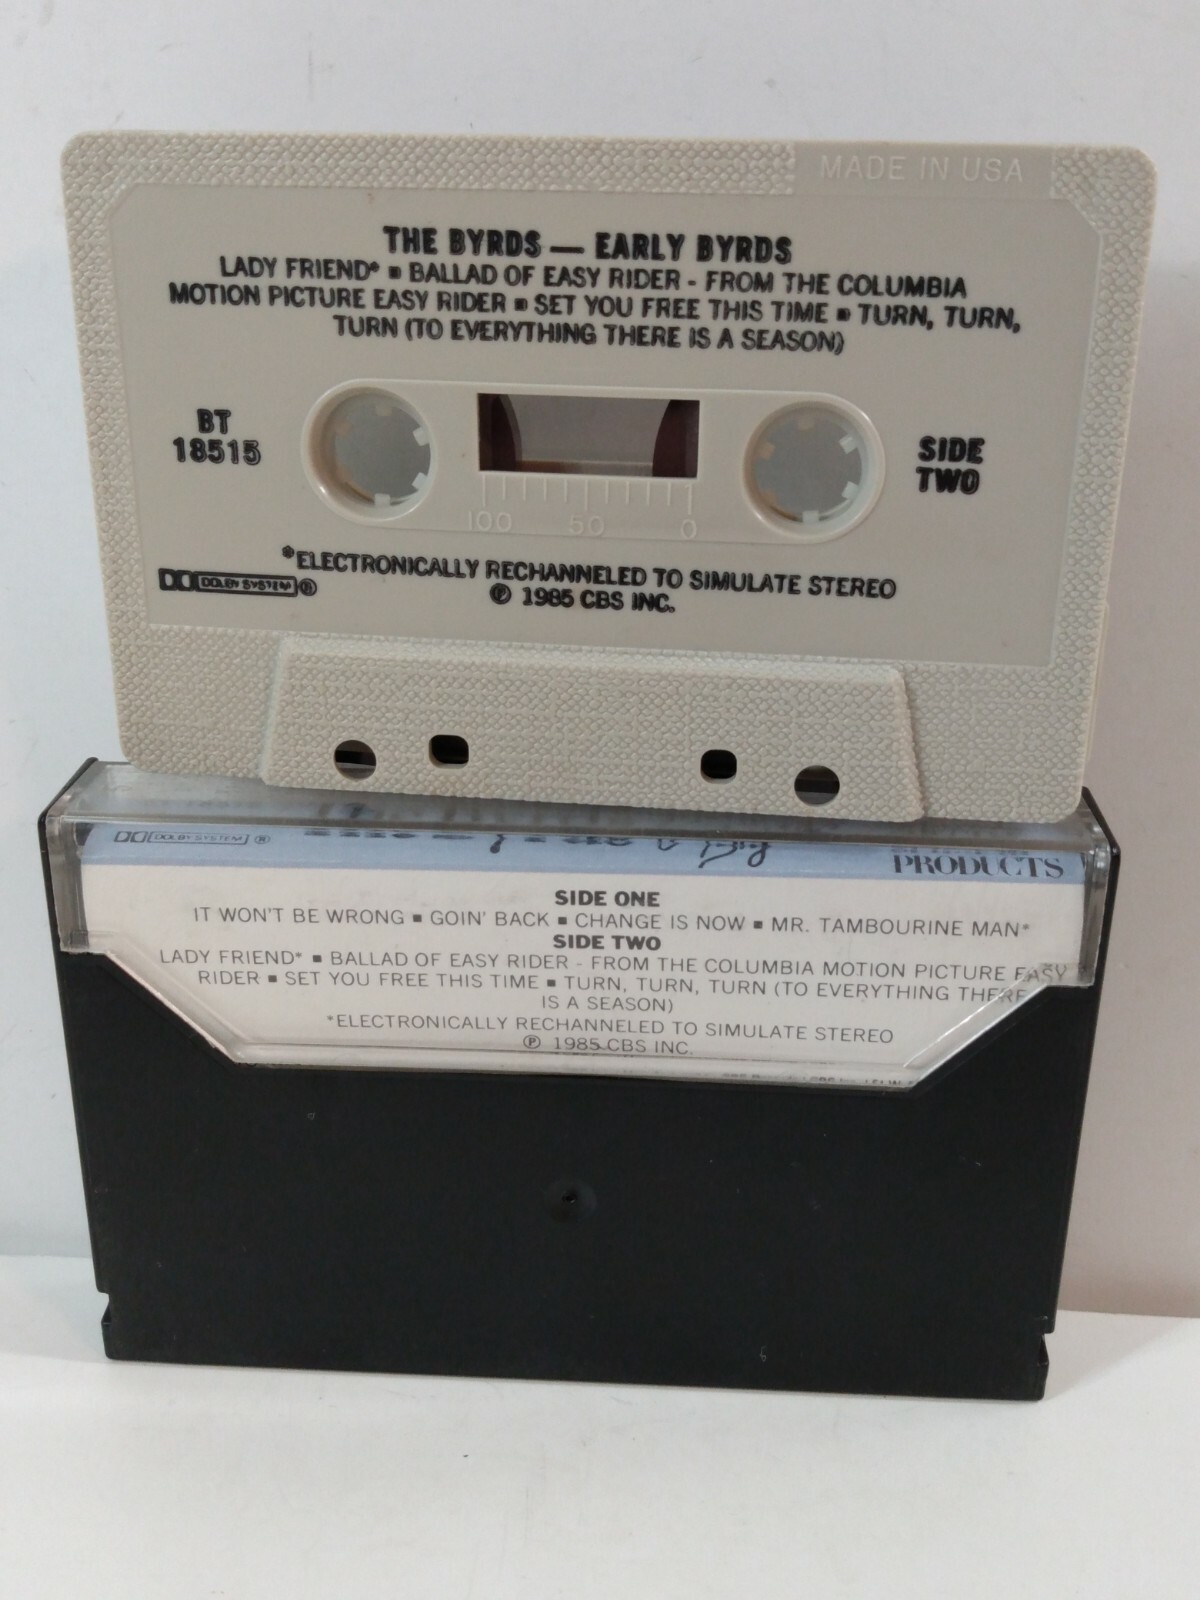 MADE IN USA
THE BYRDS — EARLY BYRDS
LADY FRIEND* ▪ BALLAD OF EASY RIDER - FROM THE COLUMBIA
MOTION PICTURE EASY RIDER ▪ SET YOU FREE THIS TIME ▪ TURN, TURN,
TURN (TO EVERYTHING THERE IS A SEASON)
BT
18515
SIDE
TWO
100 50 0
*ELECTRONICALLY RECHANNELED TO SIMULATE STEREO
DOLBY SYSTEM ®
℗ 1985 CBS INC.
DOLBY SYSTEM ®
PRODUCTS
SIDE ONE
IT WON'T BE WRONG ▪ GOIN' BACK ▪ CHANGE IS NOW ▪ MR. TAMBOURINE MAN*
SIDE TWO
LADY FRIEND* ▪ BALLAD OF EASY RIDER - FROM THE COLUMBIA MOTION PICTURE EASY
RIDER ▪ SET YOU FREE THIS TIME ▪ TURN, TURN, TURN (TO EVERYTHING THERE
IS A SEASON)
*ELECTRONICALLY RECHANNELED TO SIMULATE STEREO
℗ 1985 CBS INC.